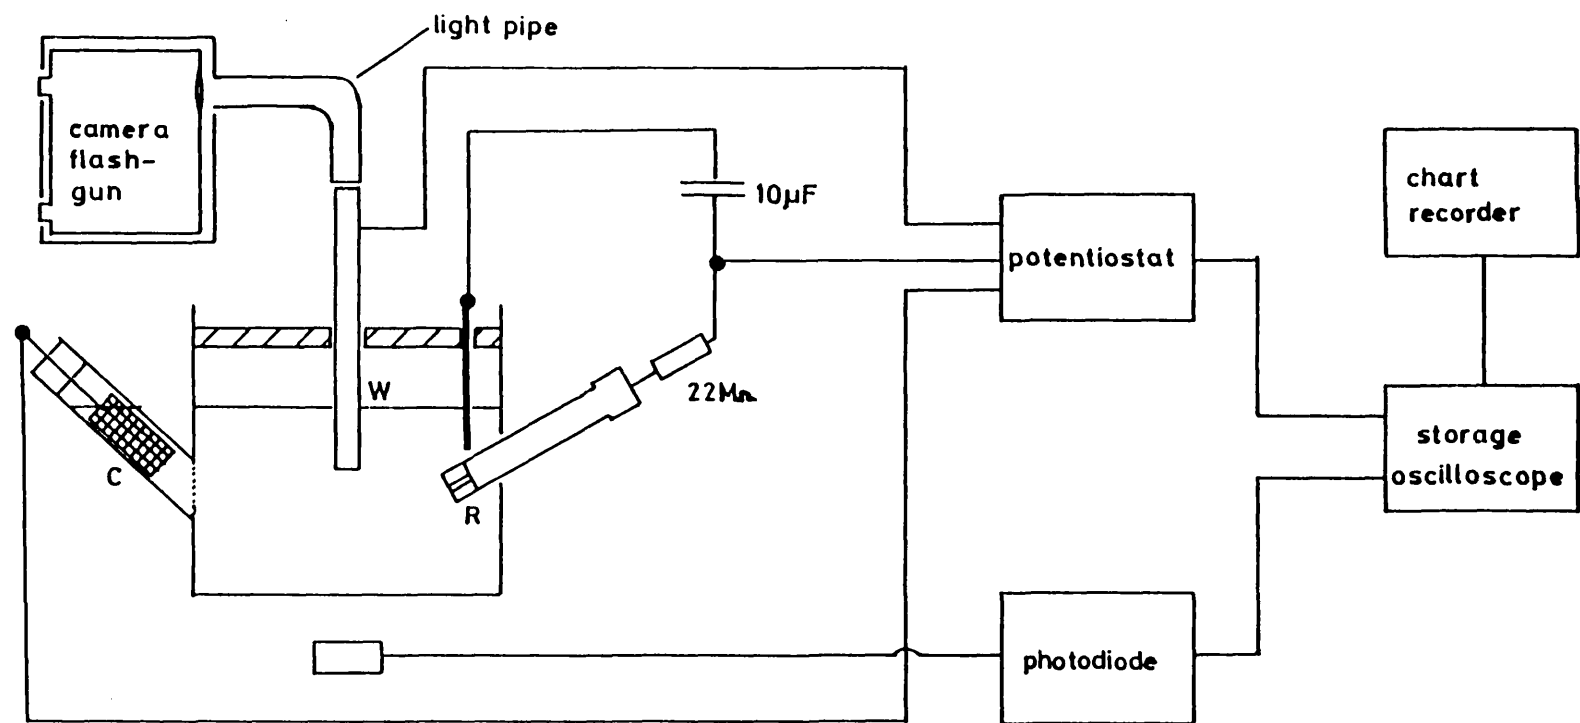 light pipe
camera
flash-
gun
10µF
chart
recorder
potentiostat
W
22MΩ
C
R
storage
oscilloscope
photodiode